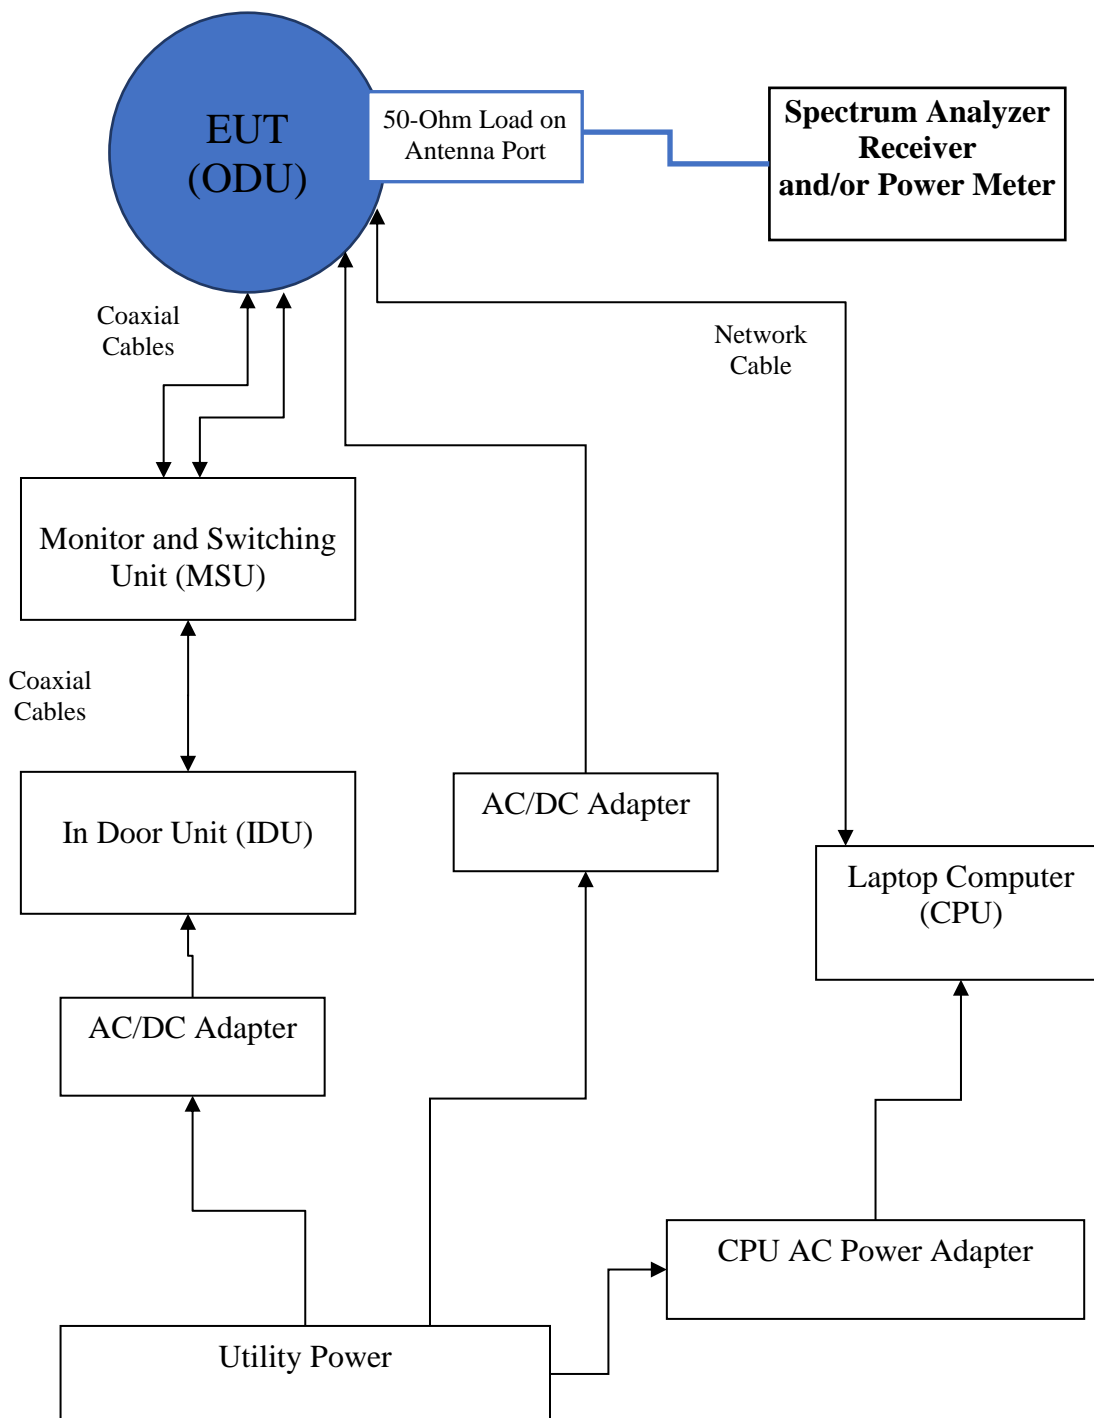 EUT
(ODU)
50-Ohm Load on
Antenna Port
Spectrum Analyzer
Receiver
and/or Power Meter
Coaxial
Cables
Network
Cable
Monitor and Switching
Unit (MSU)
Coaxial
Cables
In Door Unit (IDU)
AC/DC Adapter
Laptop Computer
(CPU)
AC/DC Adapter
CPU AC Power Adapter
Utility Power